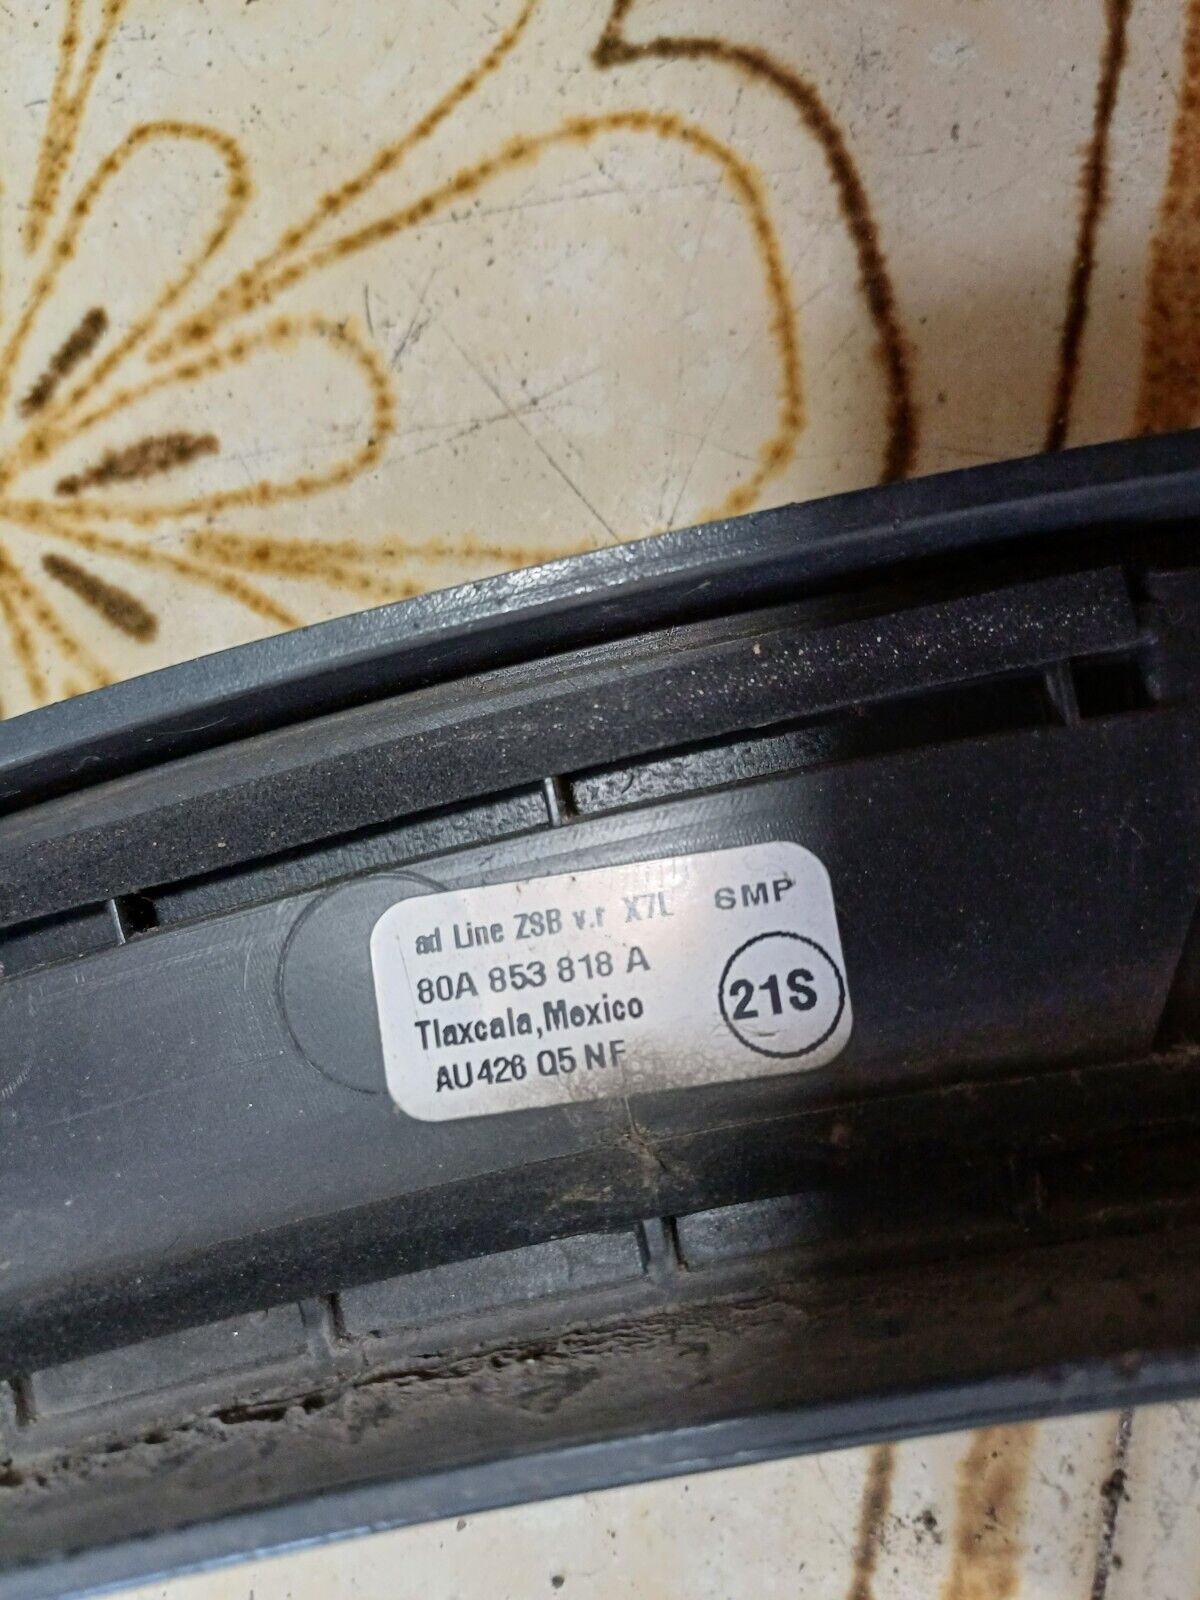 ad Line ZSB v.r X7L SMP
80A 853 818 A
Tlaxcala,Mexico
AU426 Q5 NF
21S